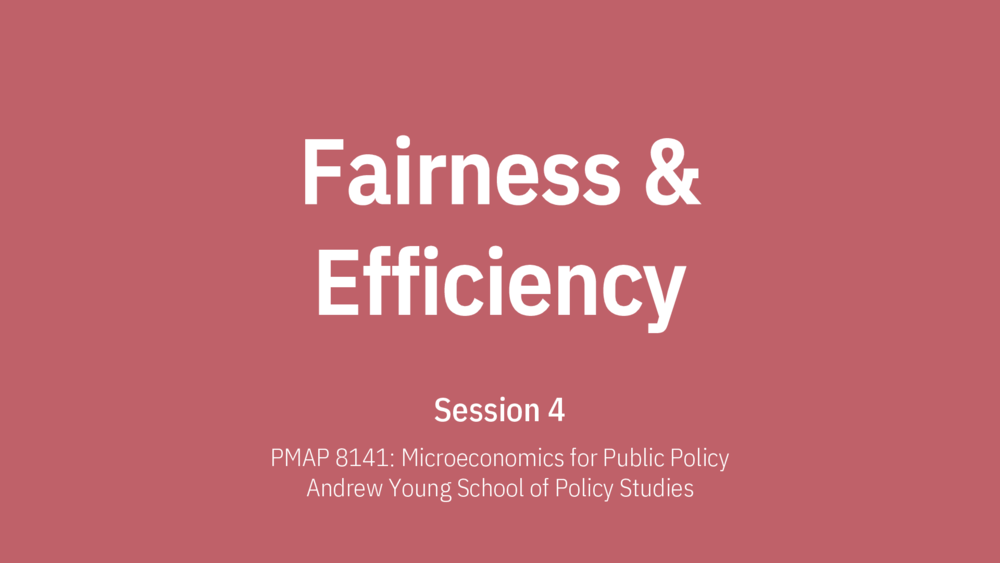 Fairness &
Efficiency
Session 4
PMAP 8141: Microeconomics for Public Policy
Andrew Young School of Policy Studies